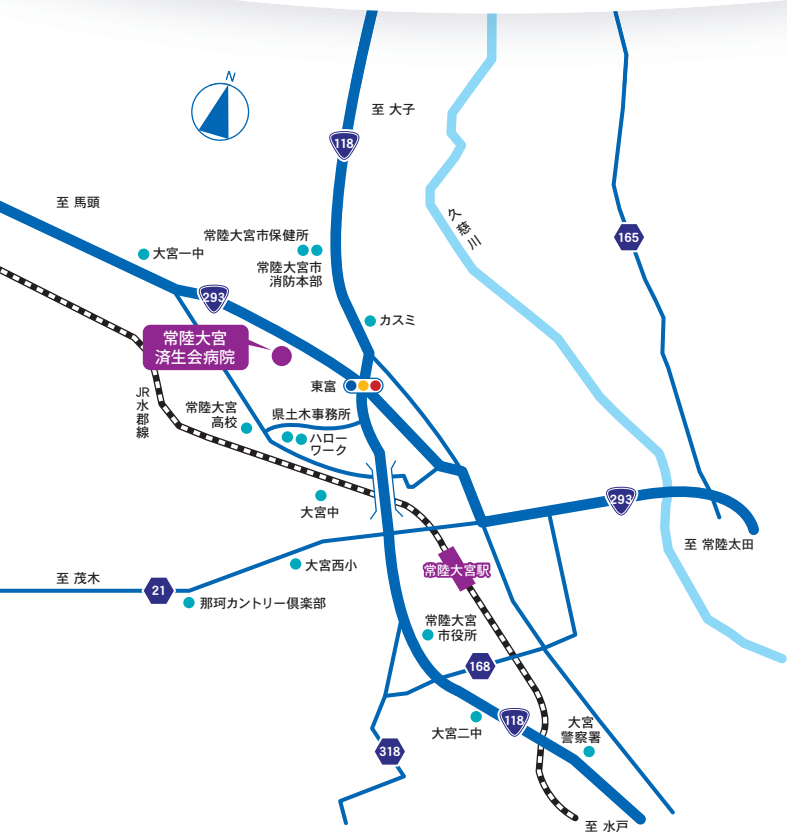 N
至 大子
118
至 馬頭
久慈川
常陸大宮市保健所
165
大宮一中
常陸大宮市
消防本部
293
カスミ
常陸大宮
済生会病院
東富
JR水郡線
常陸大宮
高校
県土木事務所
ハロー
ワーク
大宮中
293
至 常陸太田
大宮西小
常陸大宮駅
至 茂木
21
那珂カントリー倶楽部
常陸大宮
市役所
168
大宮二中
118
大宮
警察署
318
至 水戸